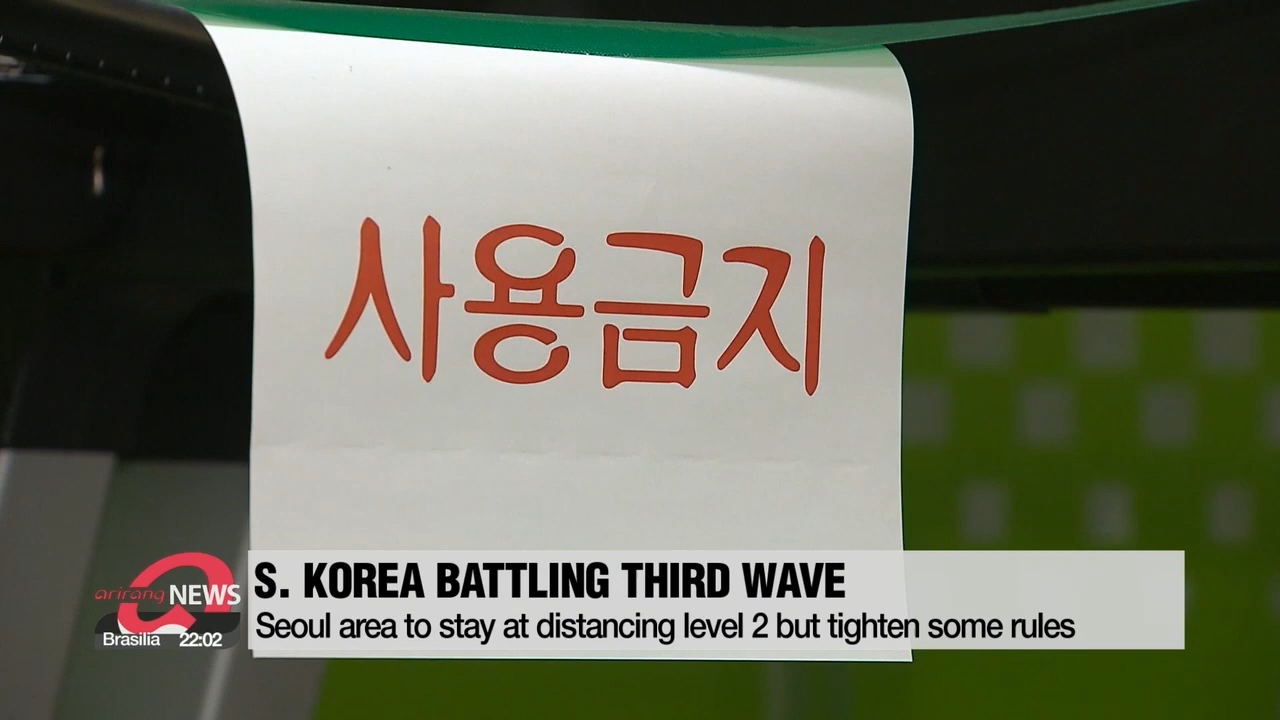 사용금지
S. KOREA BATTLING THIRD WAVE
arirang NEWS
Seoul area to stay at distancing level 2 but tighten some rules
Brasilia 22:02